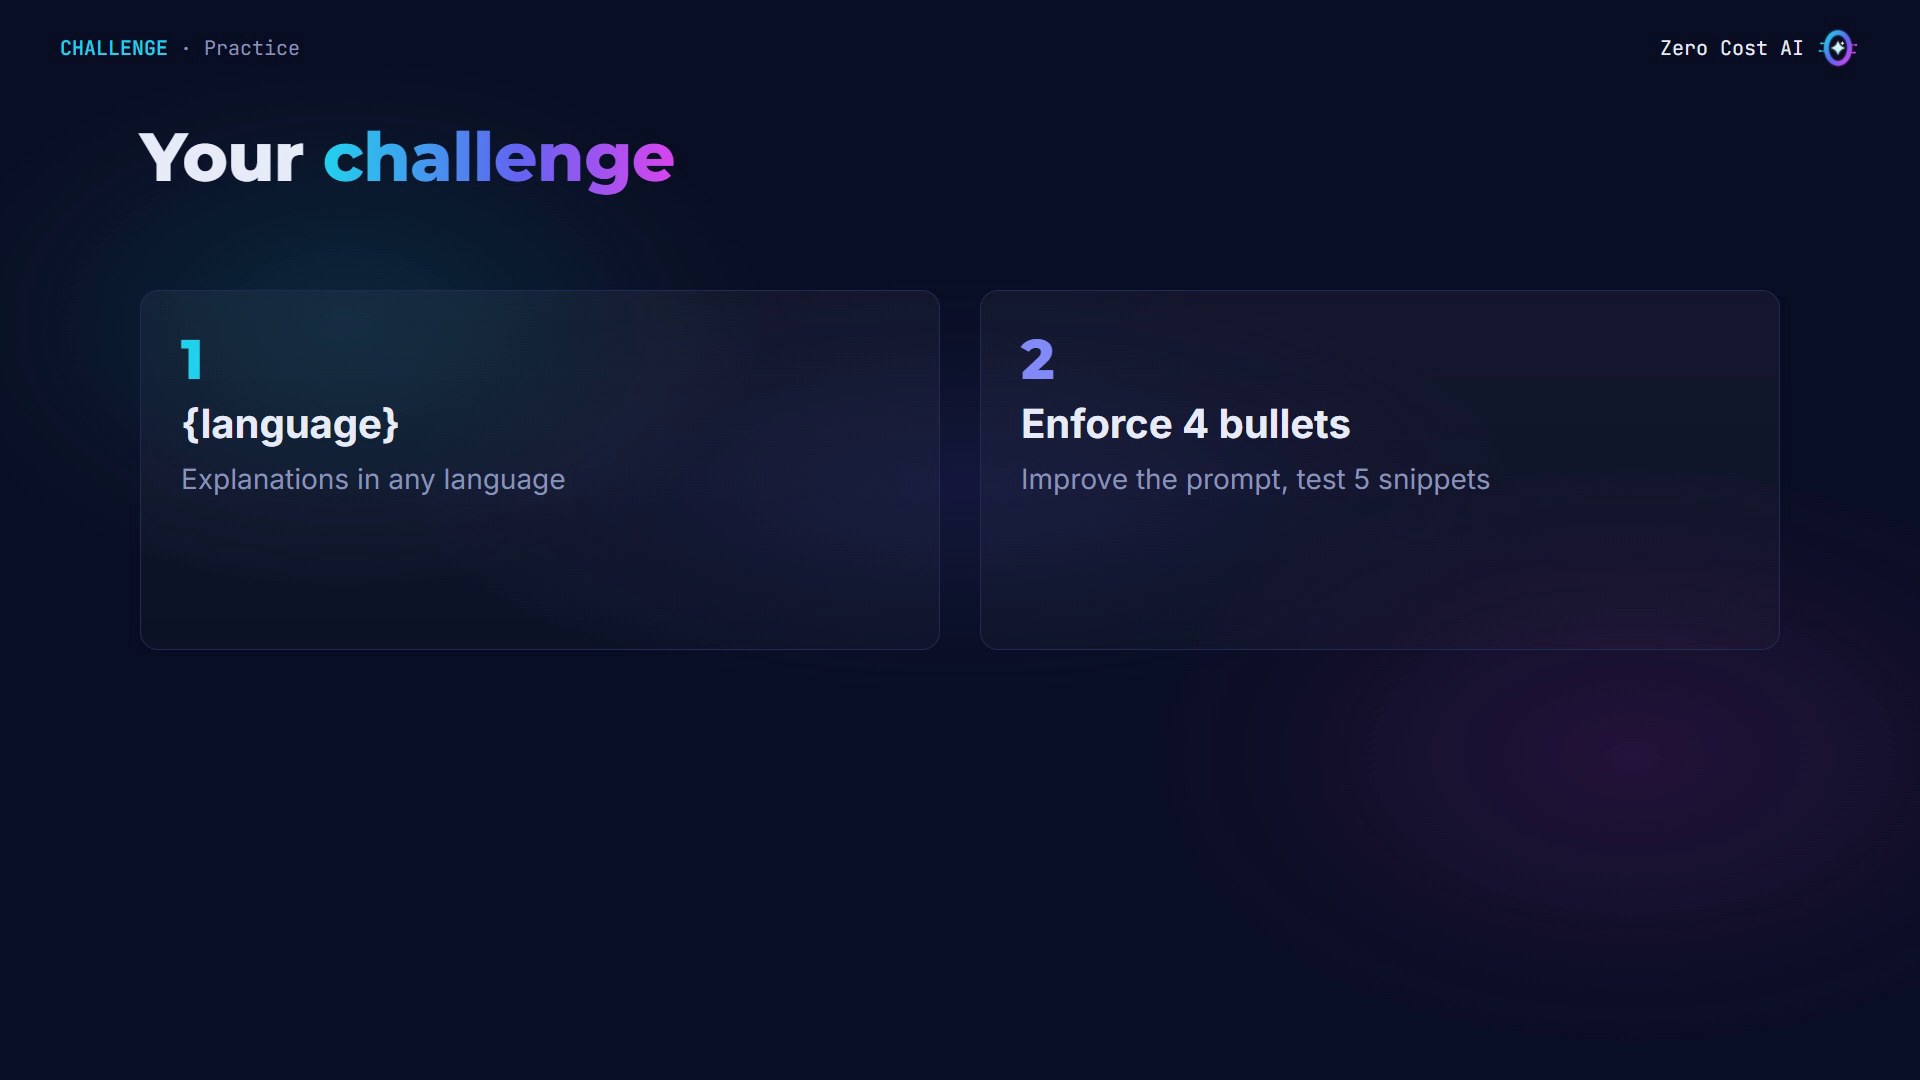 CHALLENGE · Practice
Zero Cost AI
Your challenge
1
{language}
Explanations in any language
2
Enforce 4 bullets
Improve the prompt, test 5 snippets